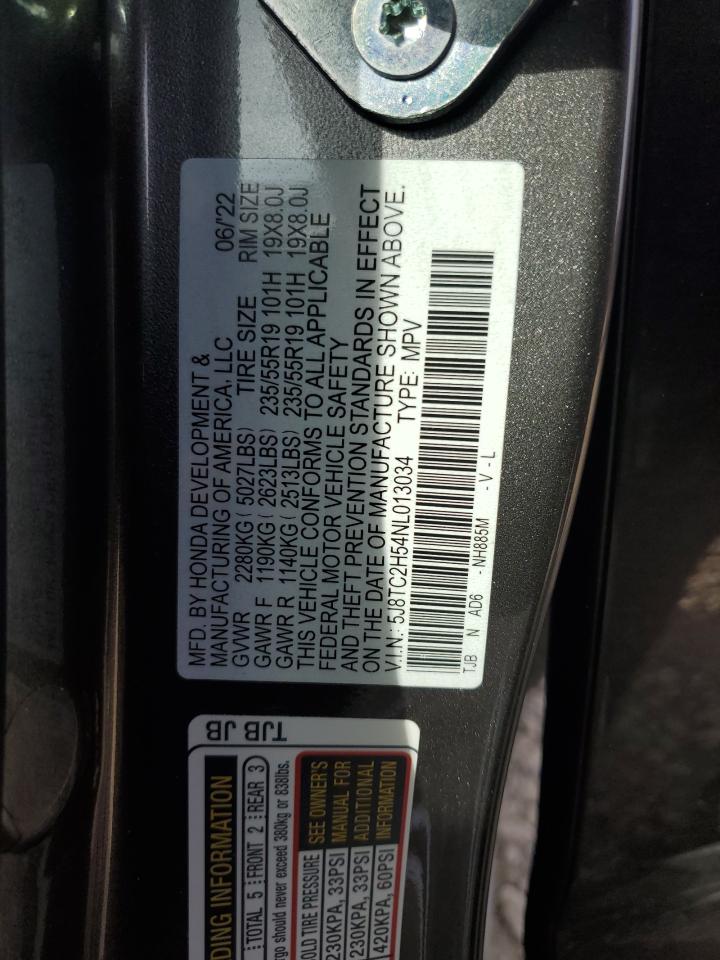 MFD. BY HONDA DEVELOPMENT & 06/'22
MANUFACTURING OF AMERICA, LLC
GVWR 2280KG ( 5027LBS) TIRE SIZE RIM SIZE
GAWR F 1190KG ( 2623LBS) 235/55R19 101H 19X8.0J
GAWR R 1140KG ( 2513LBS) 235/55R19 101H 19X8.0J
THIS VEHICLE CONFORMS TO ALL APPLICABLE
FEDERAL MOTOR VEHICLE SAFETY
AND THEFT PREVENTION STANDARDS IN EFFECT
ON THE DATE OF MANUFACTURE SHOWN ABOVE.
V.I.N.: 5J8TC2H54NL013034 TYPE: MPV
TJB N AD6 - NH885M - V - L
TJB JB
DING INFORMATION
TOTAL 5 FRONT 2 REAR 3
rgo should never exceed 380kg or 838lbs.
OLD TIRE PRESSURE
230KPA, 33PSI
230KPA, 33PSI
420KPA, 60PSI
SEE OWNER'S
MANUAL FOR
ADDITIONAL
INFORMATION